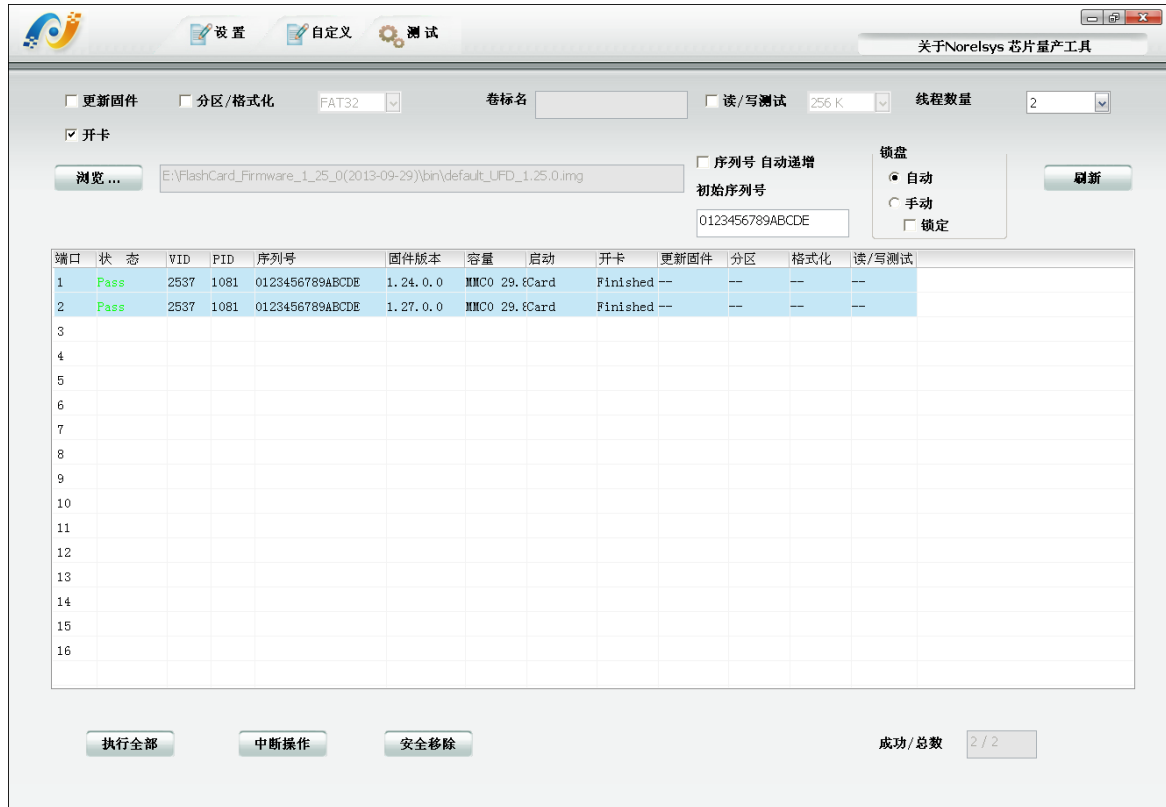 设置 自定义 测试
关于Norelsys 芯片量产工具
更新固件 分区/格式化 FAT32 卷标名 读/写测试 256 K 线程数量 2
开卡
浏览 ... E:\FlashCard_Firmware_1_25_0(2013-09-29)\bin\default_UFD_1.25.0.img
序列号 自动递增
初始序列号
0123456789ABCDE
锁盘
自动
手动
锁定
刷新
端口 状 态 VID PID 序列号 固件版本 容量 启动 开卡 更新固件 分区 格式化 读/写测试
1 Pass 2537 1081 0123456789ABCDE 1.24.0.0 MMC0 29. Card Finished -- -- -- --
2 Pass 2537 1081 0123456789ABCDE 1.27.0.0 MMC0 29. Card Finished -- -- -- --
3
4
5
6
7
8
9
10
11
12
13
14
15
16
执行全部 中断操作 安全移除 成功/总数 2 / 2